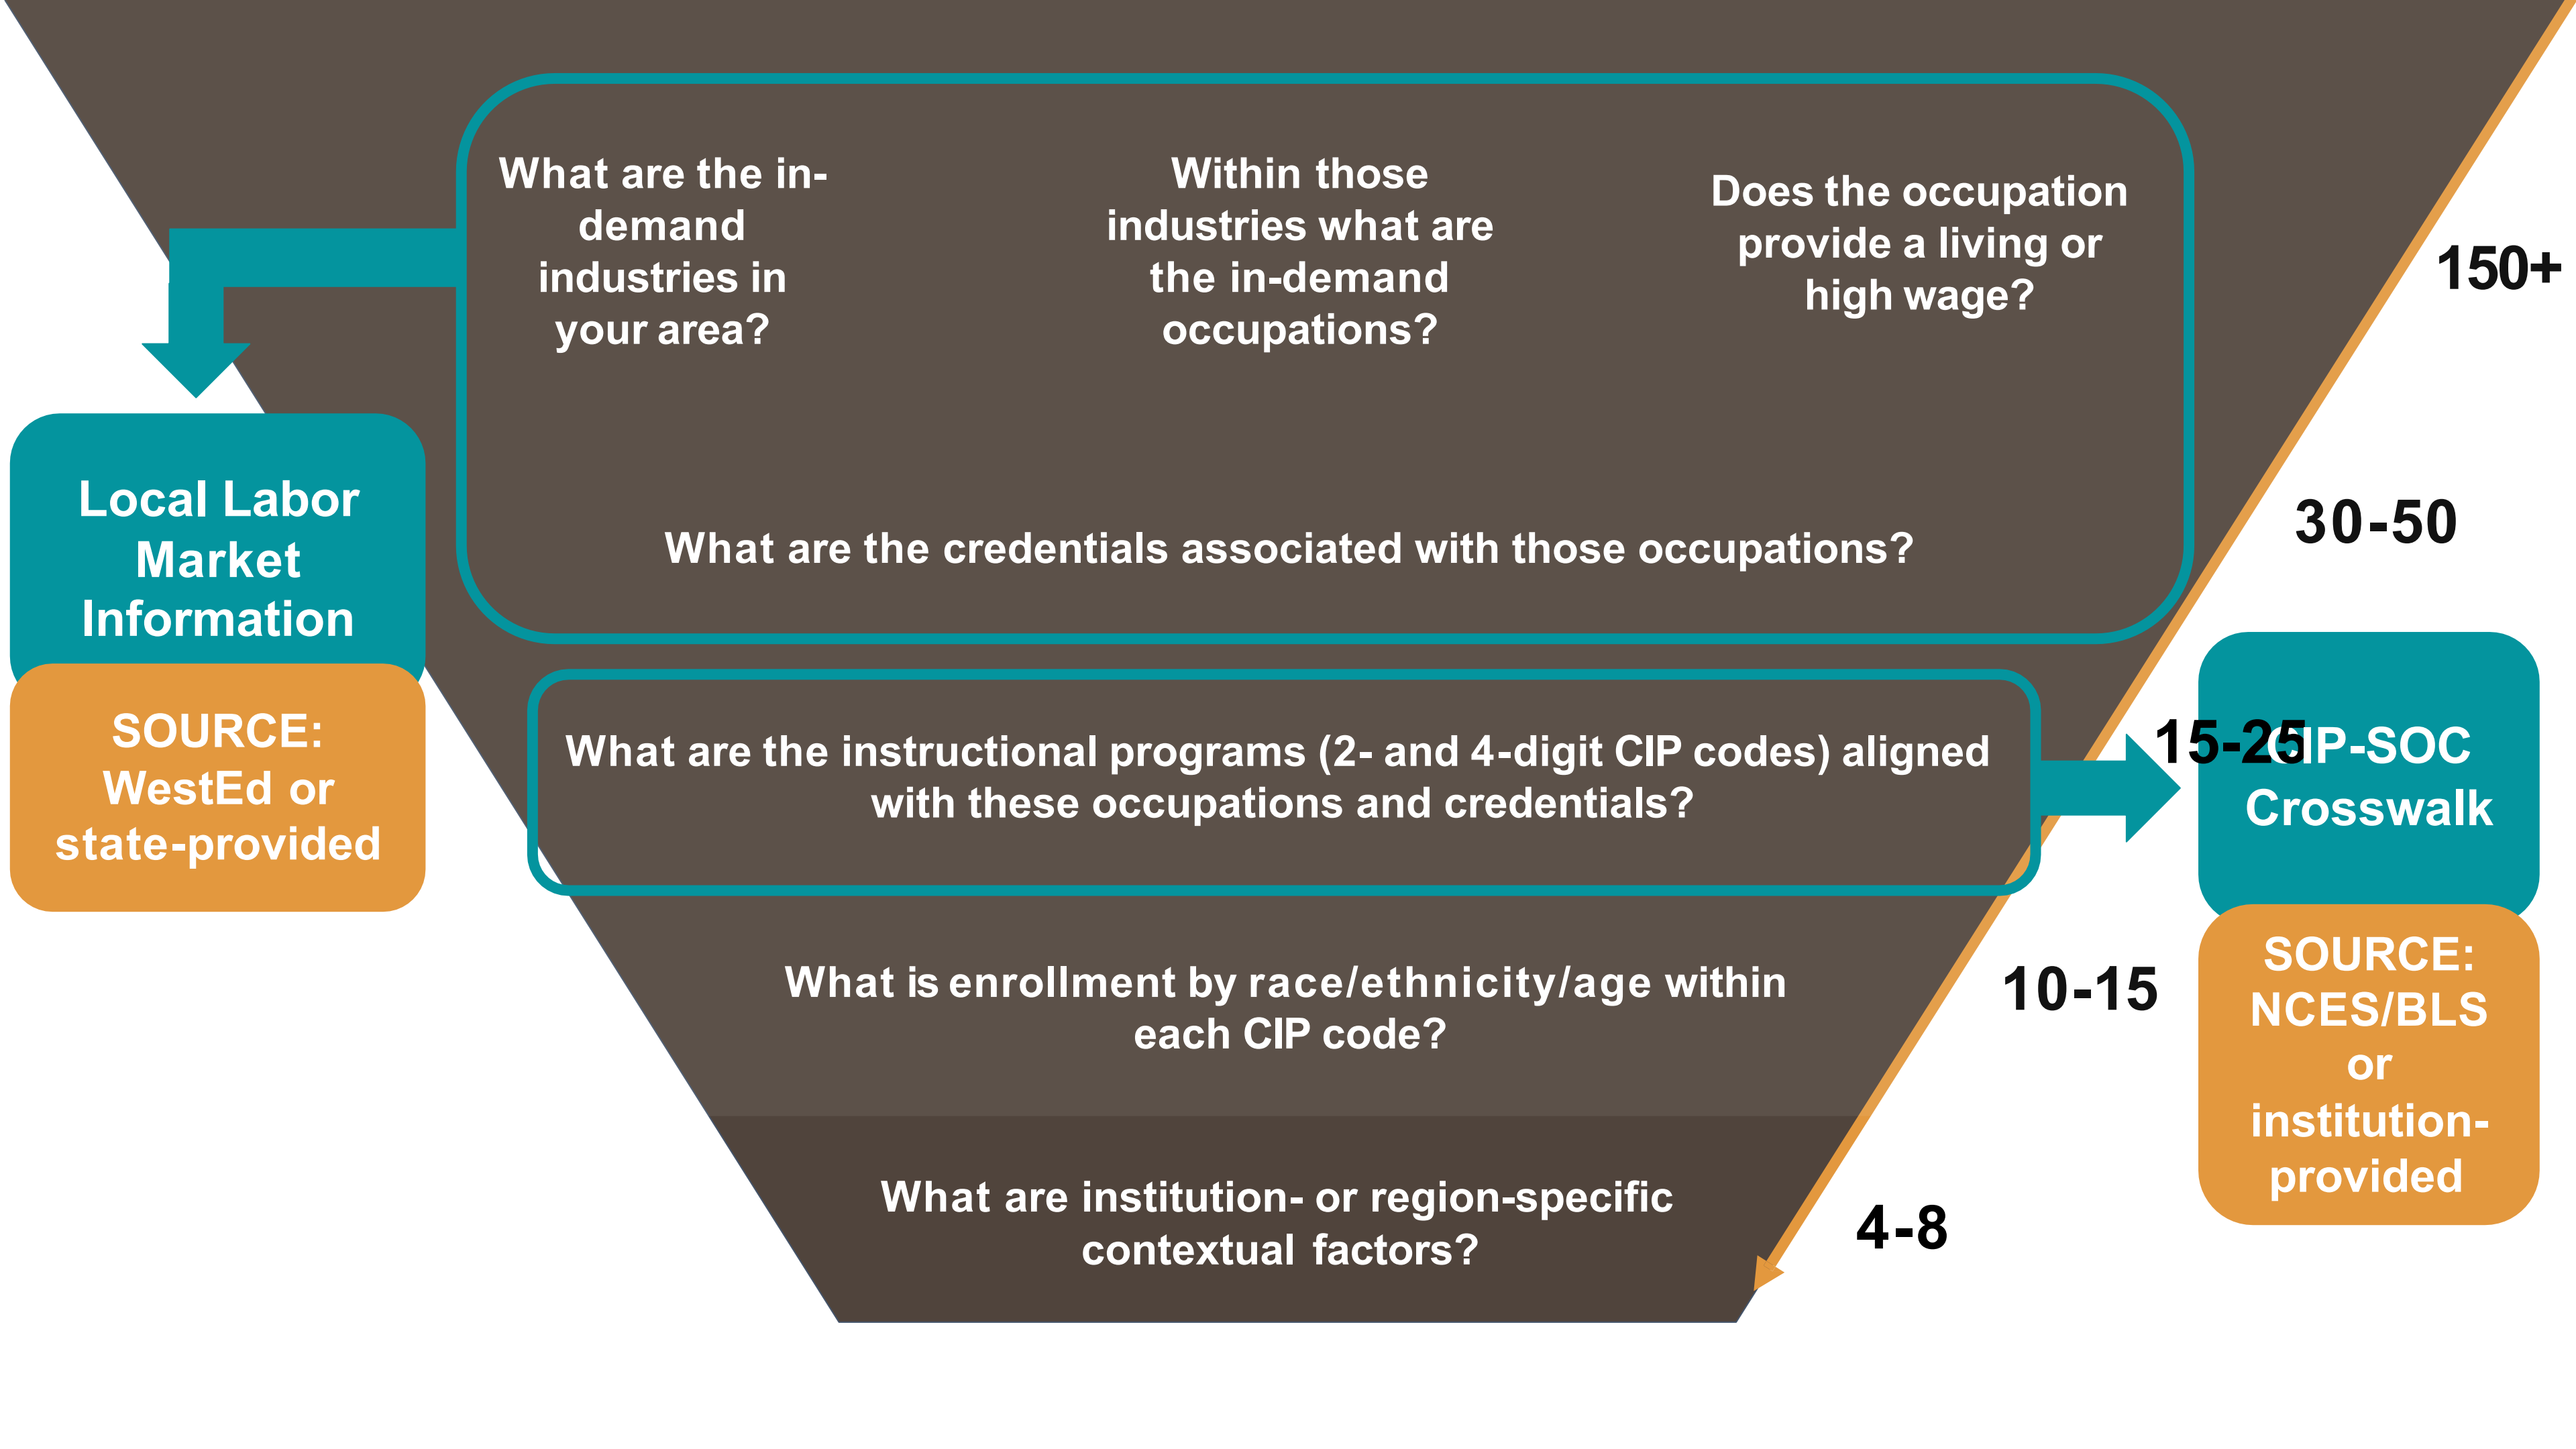 What are the in-
demand
industries in
your area?
Within those
industries what are
the in-demand
occupations?
Does the occupation
provide a living or
high wage?
150+
Local Labor
Market
Information
30-50
What are the credentials associated with those occupations?
SOURCE:
WestEd or
state-provided
What are the instructional programs (2- and 4-digit CIP codes) aligned
with these occupations and credentials?
15-25
CIP-SOC
Crosswalk
What is enrollment by race/ethnicity/age within
each CIP code?
10-15
SOURCE:
NCES/BLS
or
institution-
provided
What are institution- or region-specific
contextual factors?
4-8